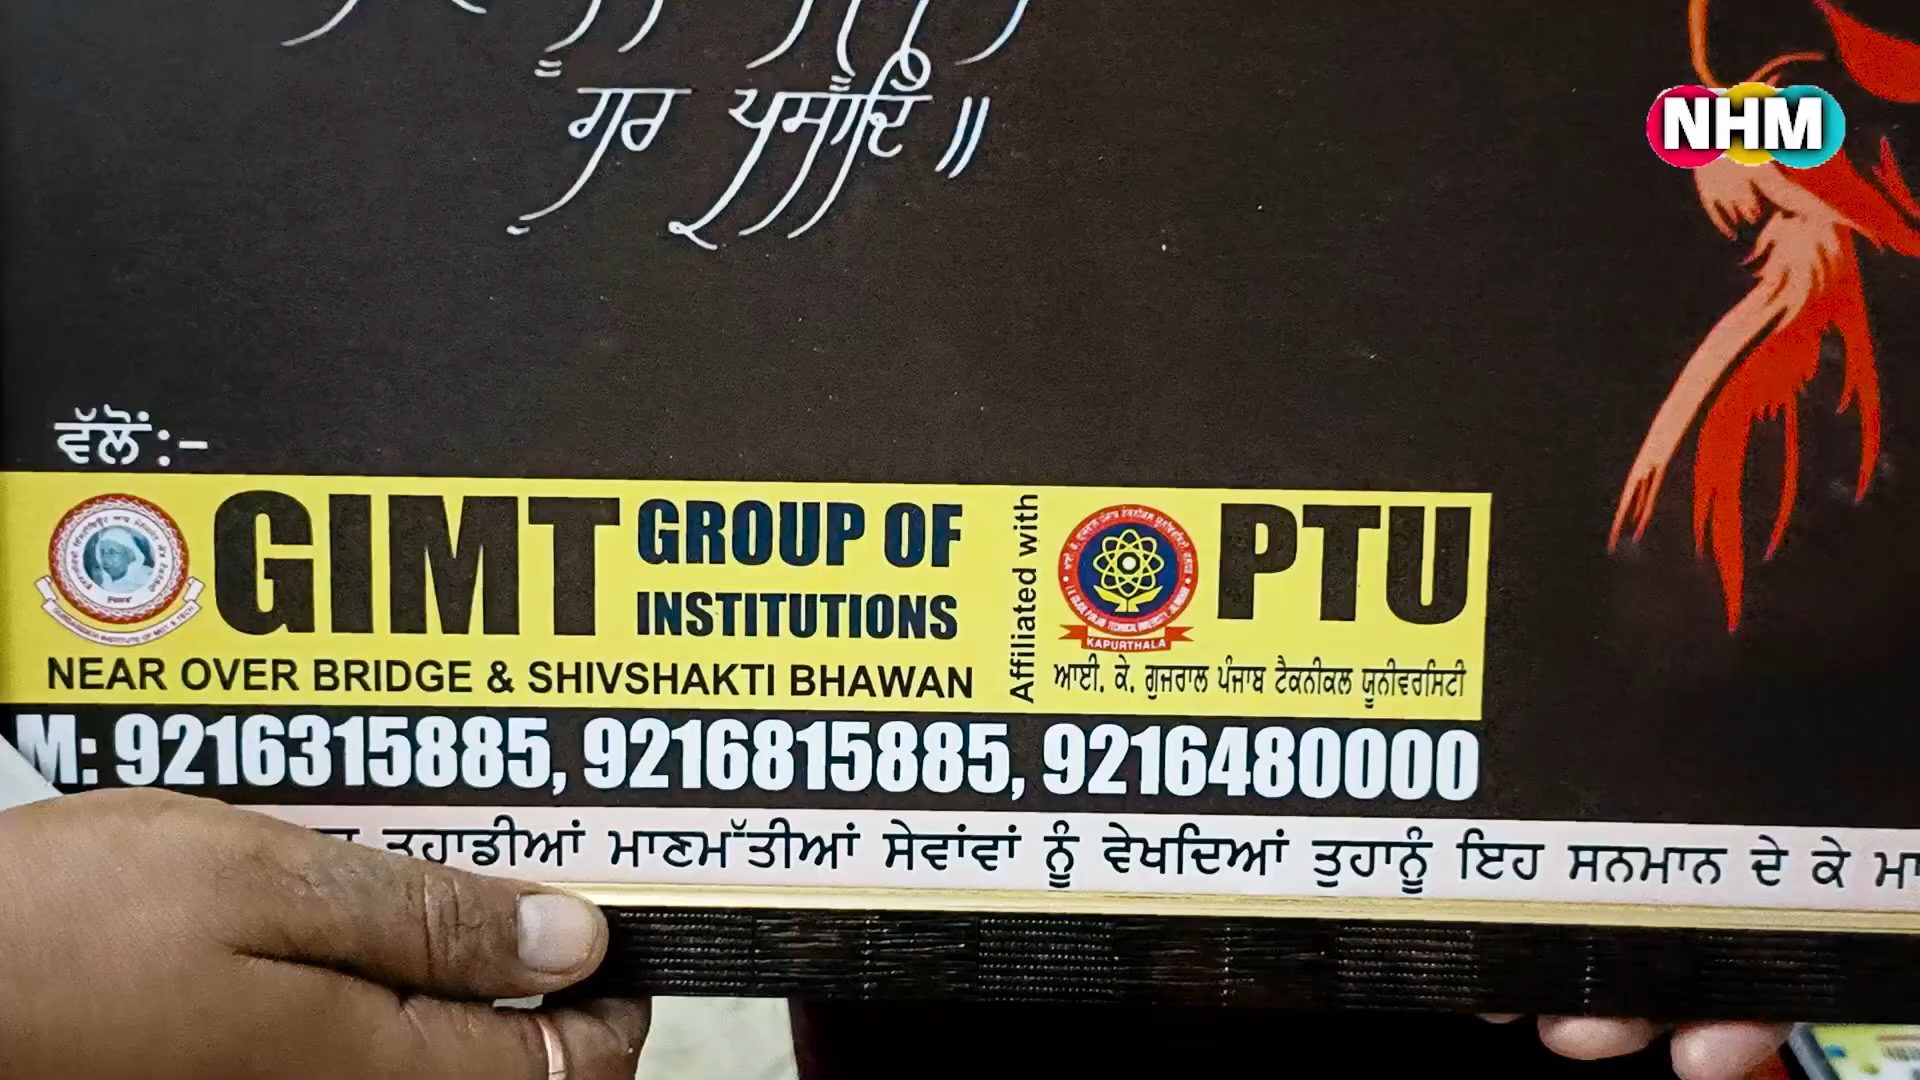 ਗੁਰ ਪ੍ਰਸਾਦਿ ॥
NHM
ਵੱਲੋਂ :-
GIMT GROUP OF
INSTITUTIONS
NEAR OVER BRIDGE & SHIVSHAKTI BHAWAN
Affiliated with
KAPURTHALA
PTU
ਆਈ. ਕੇ. ਗੁਜਰਾਲ ਪੰਜਾਬ ਟੈਕਨੀਕਲ ਯੂਨੀਵਰਸਿਟੀ
M: 9216315885, 9216815885, 9216480000
ਤੁਹਾਡੀਆਂ ਮਾਣਮੱਤੀਆਂ ਸੇਵਾਂਵਾਂ ਨੂੰ ਵੇਖਦਿਆਂ ਤੁਹਾਨੂੰ ਇਹ ਸਨਮਾਨ ਦੇ ਕੇ